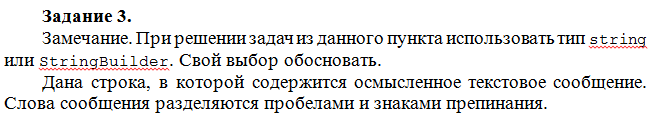 Задание 3.
Замечание. При решении задач из данного пункта использовать тип string
или StringBuilder. Свой выбор обосновать.
Дана строка, в которой содержится осмысленное текстовое сообщение.
Слова сообщения разделяются пробелами и знаками препинания.